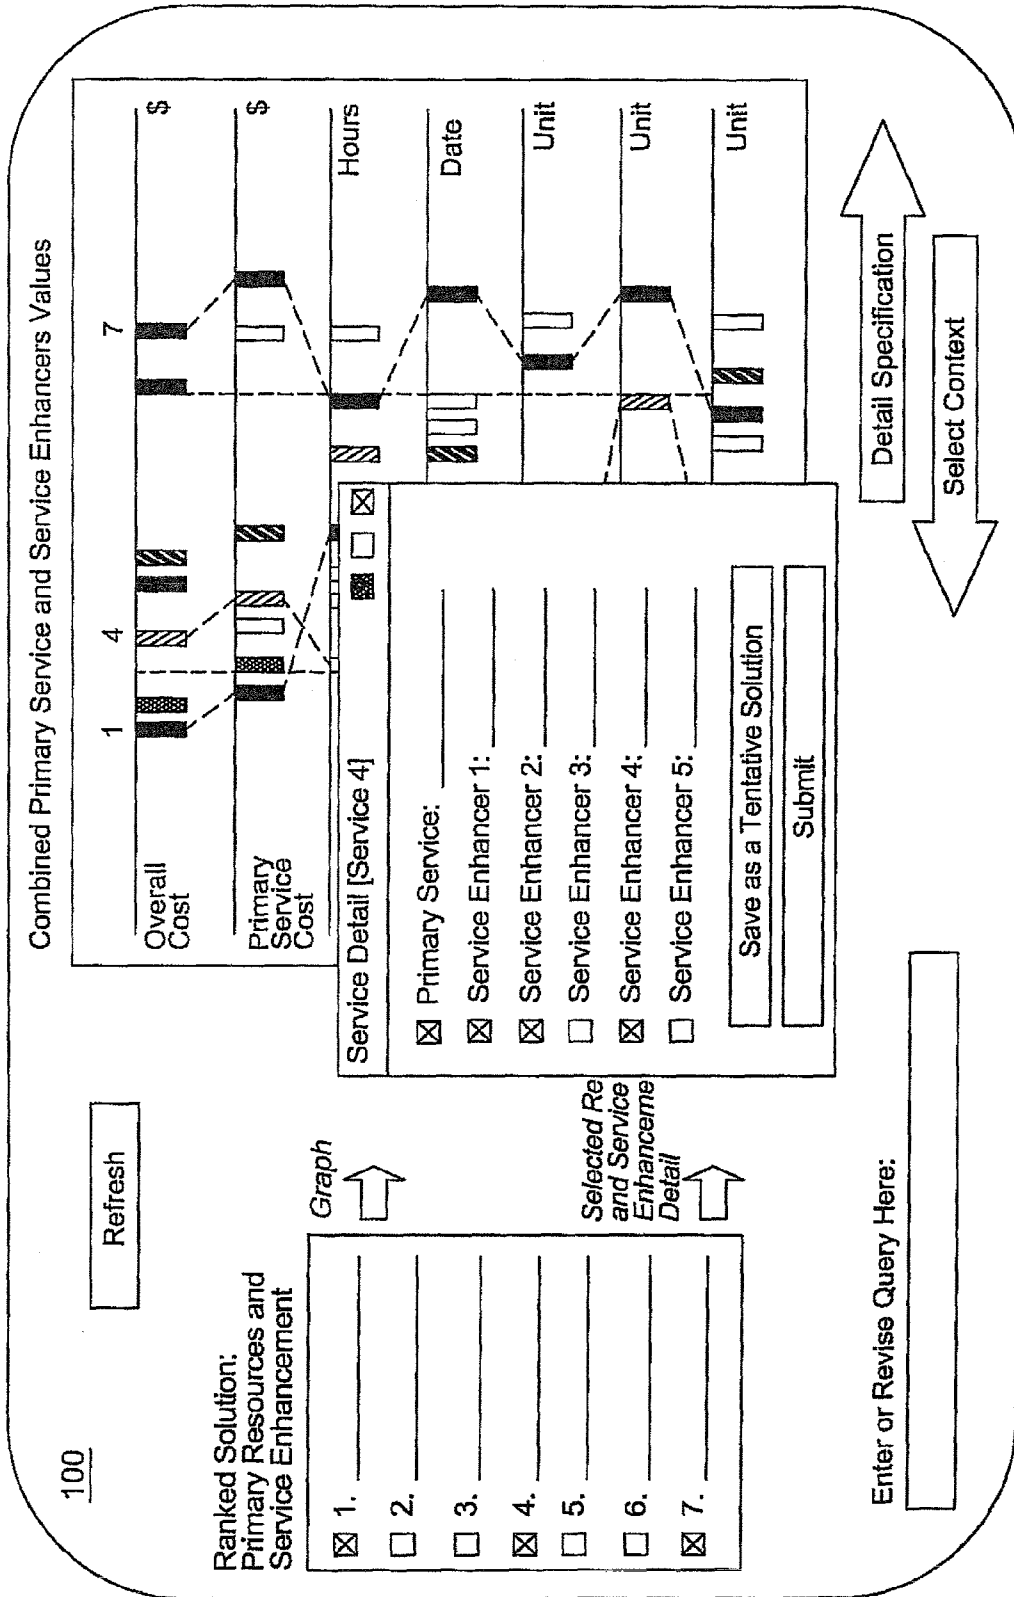 100
Refresh
Combined Primary Service and Service Enhancers Values
1
4
7
Overall
Cost
$
Primary
Service
Cost
$
Hours
Date
Unit
Unit
Unit
Ranked Solution:
Primary Resources and
Service Enhancement
1.
2.
3.
4.
5.
6.
7.
Graph
Selected Re
and Service
Enhanceme
Detail
Service Detail [Service 4]
Primary Service:
Service Enhancer 1:
Service Enhancer 2:
Service Enhancer 3:
Service Enhancer 4:
Service Enhancer 5:
Save as a Tentative Solution
Submit
Detail Specification
Select Context
Enter or Revise Query Here: